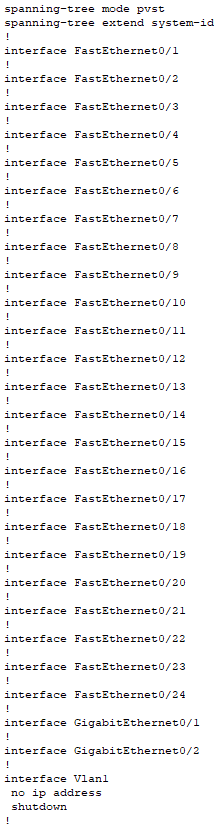 spanning-tree mode pvst
spanning-tree extend system-id
!
interface FastEthernet0/1
!
interface FastEthernet0/2
!
interface FastEthernet0/3
!
interface FastEthernet0/4
!
interface FastEthernet0/5
!
interface FastEthernet0/6
!
interface FastEthernet0/7
!
interface FastEthernet0/8
!
interface FastEthernet0/9
!
interface FastEthernet0/10
!
interface FastEthernet0/11
!
interface FastEthernet0/12
!
interface FastEthernet0/13
!
interface FastEthernet0/14
!
interface FastEthernet0/15
!
interface FastEthernet0/16
!
interface FastEthernet0/17
!
interface FastEthernet0/18
!
interface FastEthernet0/19
!
interface FastEthernet0/20
!
interface FastEthernet0/21
!
interface FastEthernet0/22
!
interface FastEthernet0/23
!
interface FastEthernet0/24
!
interface GigabitEthernet0/1
!
interface GigabitEthernet0/2
!
interface Vlan1
 no ip address
 shutdown
!